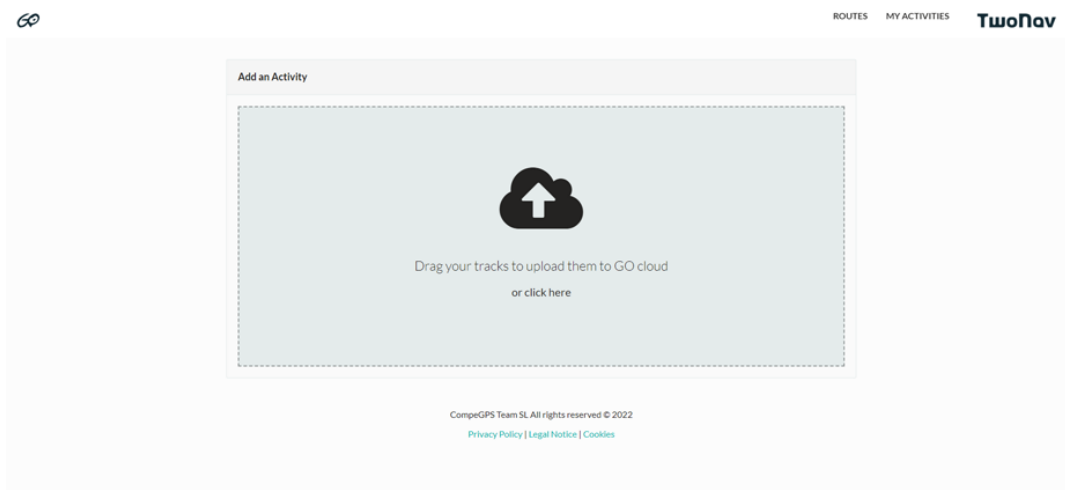 GO
ROUTES MY ACTIVITIES TwoNav
Add an Activity
Drag your tracks to upload them to GO cloud
or click here
CompeGPS Team SL All rights reserved © 2022
Privacy Policy | Legal Notice | Cookies